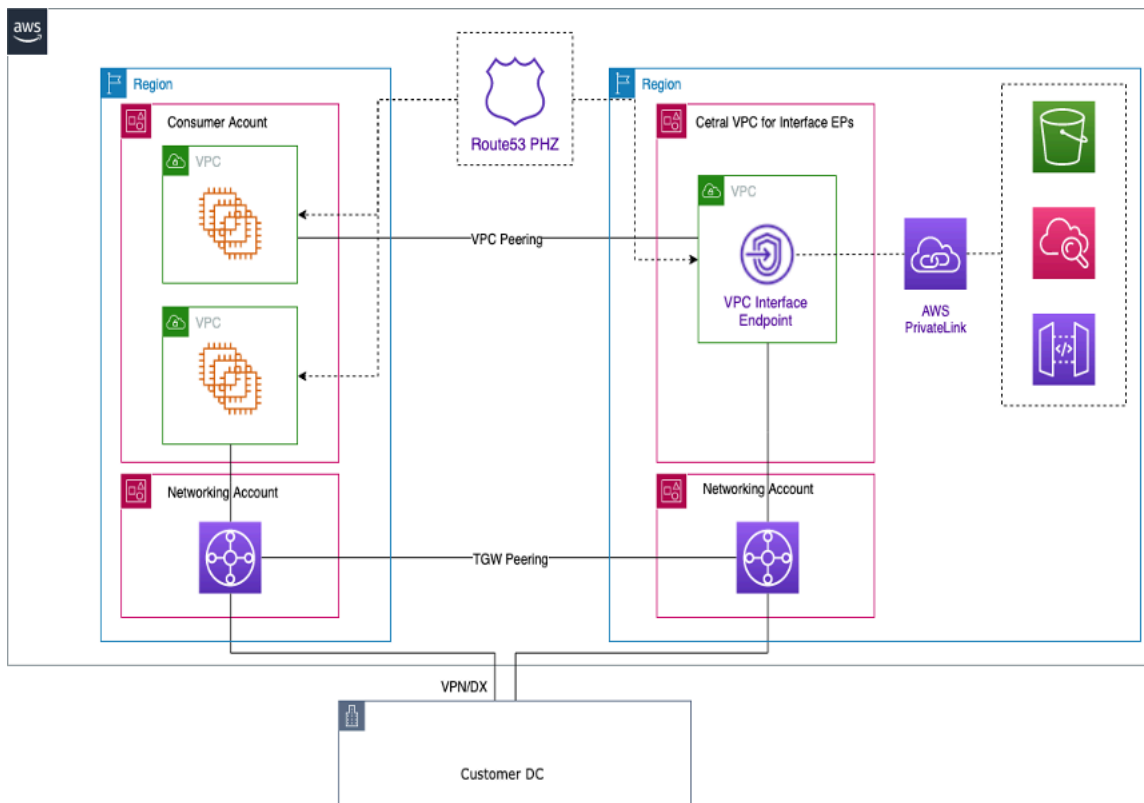 aws
Region
Consumer Acount
VPC
VPC
Networking Account
Route53 PHZ
VPC Peering
TGW Peering
Region
Cetral VPC for Interface EPs
VPC
VPC Interface
Endpoint
AWS
PrivateLink
</>
Networking Account
VPN/DX
Customer DC